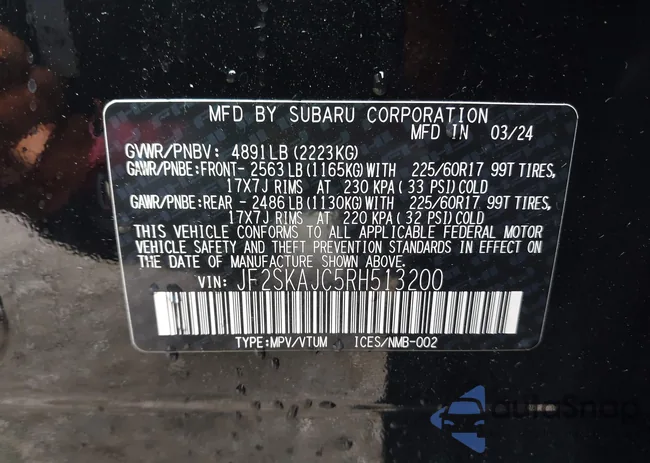 MFD BY SUBARU CORPORATION
MFD IN 03/24
GVWR/PNBV: 4891LB(2223KG)
GAWR/PNBE:FRONT-2563LB(1165KG)WITH 225/60R17 99T TIRES,
17X7J RIMS AT 230 KPA(33 PSI)COLD
GAWR/PNBE:REAR -2486LB(1130KG)WITH 225/60R17 99T TIRES,
17X7J RIMS AT 220 KPA(32 PSI)COLD
THIS VEHICLE CONFORMS TO ALL APPLICABLE FEDERAL MOTOR
VEHICLE SAFETY AND THEFT PREVENTION STANDARDS IN EFFECT
ON THE DATE OF MANUFACTURE SHOWN ABOVE.
VIN: JF2SKAJC5RH513200
TYPE:MPV/VTUM ICES/NMB-002
autoSnap